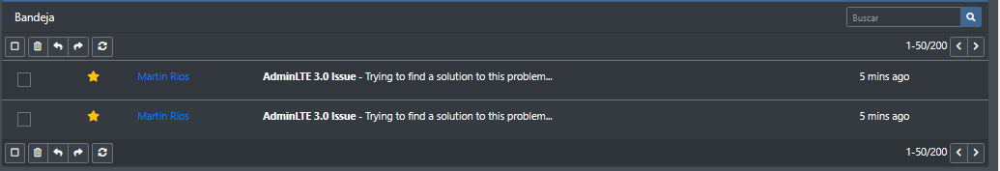 Bandeja
Buscar
1-50/200
Martin Rios AdminLTE 3.0 Issue - Trying to find a solution to this problem... 5 mins ago
Martin Rios AdminLTE 3.0 Issue - Trying to find a solution to this problem... 5 mins ago
1-50/200